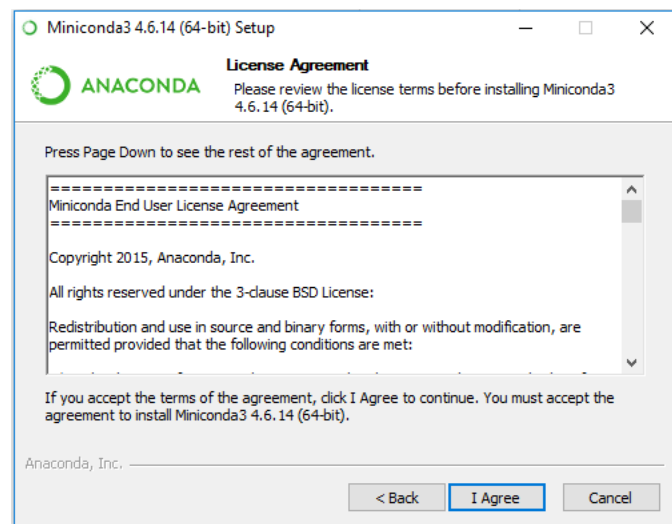 Miniconda3 4.6.14 (64-bit) Setup
ANACONDA
License Agreement
Please review the license terms before installing Miniconda3
4.6.14 (64-bit).
Press Page Down to see the rest of the agreement.
===================================
Miniconda End User License Agreement
===================================
Copyright 2015, Anaconda, Inc.
All rights reserved under the 3-clause BSD License:
Redistribution and use in source and binary forms, with or without modification, are
permitted provided that the following conditions are met:
If you accept the terms of the agreement, click I Agree to continue. You must accept the
agreement to install Miniconda3 4.6.14 (64-bit).
Anaconda, Inc.
< Back
I Agree
Cancel